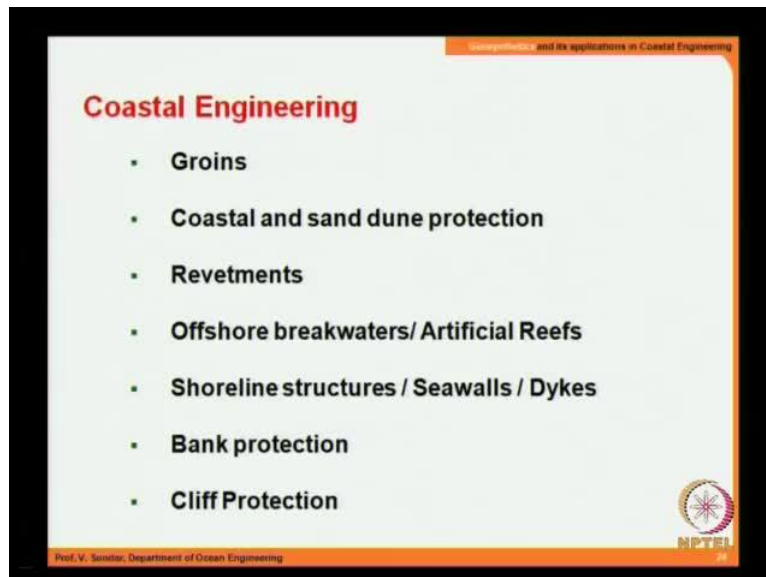 Geosynthetics and its applications in Coastal Engineering
Coastal Engineering
▪ Groins
▪ Coastal and sand dune protection
▪ Revetments
▪ Offshore breakwaters/ Artificial Reefs
▪ Shoreline structures / Seawalls / Dykes
▪ Bank protection
▪ Cliff Protection
NPTEL
Prof. V. Sundar, Department of Ocean Engineering